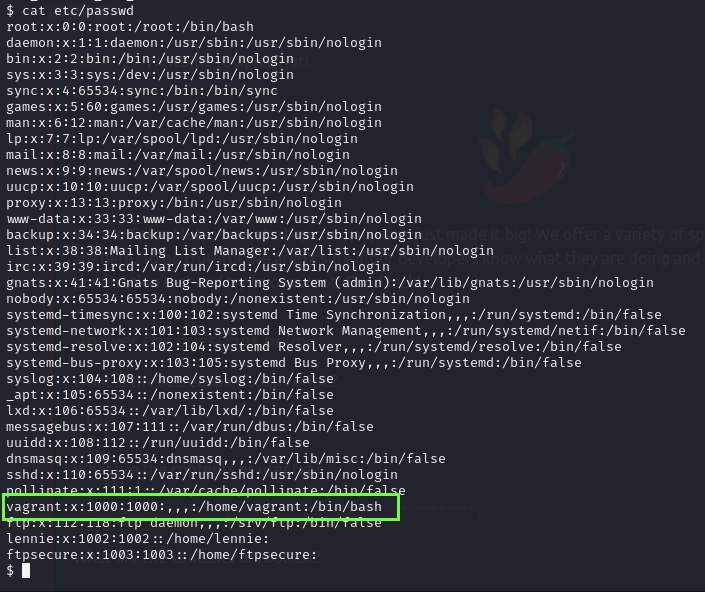 $ cat etc/passwd
root:x:0:0:root:/root:/bin/bash
daemon:x:1:1:daemon:/usr/sbin:/usr/sbin/nologin
bin:x:2:2:bin:/bin:/usr/sbin/nologin
sys:x:3:3:sys:/dev:/usr/sbin/nologin
sync:x:4:65534:sync:/bin:/bin/sync
games:x:5:60:games:/usr/games:/usr/sbin/nologin
man:x:6:12:man:/var/cache/man:/usr/sbin/nologin
lp:x:7:7:lp:/var/spool/lpd:/usr/sbin/nologin
mail:x:8:8:mail:/var/mail:/usr/sbin/nologin
news:x:9:9:news:/var/spool/news:/usr/sbin/nologin
uucp:x:10:10:uucp:/var/spool/uucp:/usr/sbin/nologin
proxy:x:13:13:proxy:/bin:/usr/sbin/nologin
www-data:x:33:33:www-data:/var/www:/usr/sbin/nologin
backup:x:34:34:backup:/var/backups:/usr/sbin/nologin
list:x:38:38:Mailing List Manager:/var/list:/usr/sbin/nologin
irc:x:39:39:ircd:/var/run/ircd:/usr/sbin/nologin
gnats:x:41:41:Gnats Bug-Reporting System (admin):/var/lib/gnats:/usr/sbin/nologin
nobody:x:65534:65534:nobody:/nonexistent:/usr/sbin/nologin
systemd-timesync:x:100:102:systemd Time Synchronization,,,:/run/systemd:/bin/false
systemd-network:x:101:103:systemd Network Management,,,:/run/systemd/netif:/bin/false
systemd-resolve:x:102:104:systemd Resolver,,,:/run/systemd/resolve:/bin/false
systemd-bus-proxy:x:103:105:systemd Bus Proxy,,,:/run/systemd:/bin/false
syslog:x:104:108::/home/syslog:/bin/false
_apt:x:105:65534::/nonexistent:/bin/false
lxd:x:106:65534::/var/lib/lxd/:/bin/false
messagebus:x:107:111::/var/run/dbus:/bin/false
uuidd:x:108:112::/run/uuidd:/bin/false
dnsmasq:x:109:65534:dnsmasq,,,:/var/lib/misc:/bin/false
sshd:x:110:65534::/var/run/sshd:/usr/sbin/nologin
pollinate:x:111:1::/var/cache/pollinate:/bin/false
vagrant:x:1000:1000:,,,:/home/vagrant:/bin/bash
ftp:x:112:118:ftp daemon,,,:/srv/ftp:/bin/false
lennie:x:1002:1002::/home/lennie:
ftpsecure:x:1003:1003::/home/ftpsecure:
$
just made it big! We offer a variety of sp
developers know what they are doing and